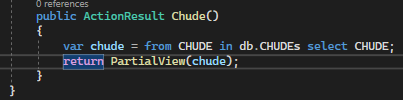 0 references
public ActionResult Chude()
{
var chude = from CHUDE in db.CHUDEs select CHUDE;
return PartialView(chude);
}
}